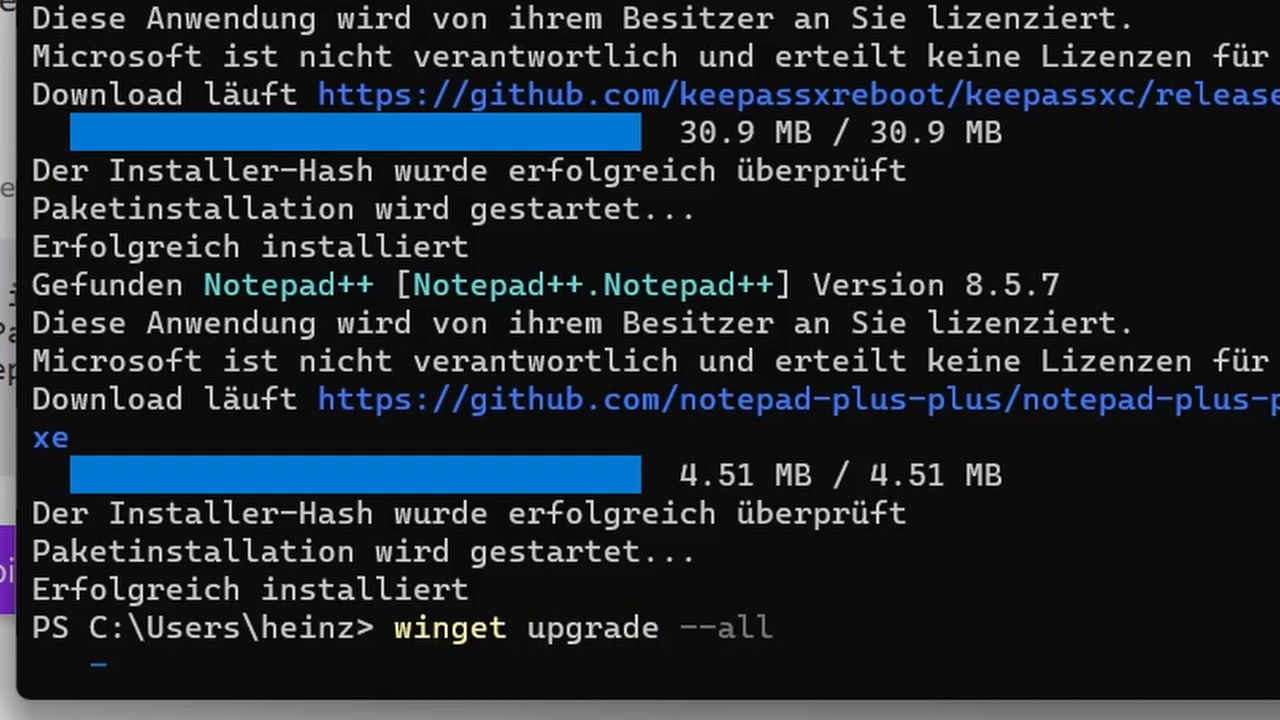 Diese Anwendung wird von ihrem Besitzer an Sie lizenziert.
Microsoft ist nicht verantwortlich und erteilt keine Lizenzen für
Download läuft https://github.com/keepassxreboot/keepassxc/release
30.9 MB / 30.9 MB
Der Installer-Hash wurde erfolgreich überprüft
Paketinstallation wird gestartet...
Erfolgreich installiert
Gefunden Notepad++ [Notepad++.Notepad++] Version 8.5.7
Diese Anwendung wird von ihrem Besitzer an Sie lizenziert.
Microsoft ist nicht verantwortlich und erteilt keine Lizenzen für
Download läuft https://github.com/notepad-plus-plus/notepad-plus-p
xe
4.51 MB / 4.51 MB
Der Installer-Hash wurde erfolgreich überprüft
Paketinstallation wird gestartet...
Erfolgreich installiert
PS C:\Users\heinz> winget upgrade --all